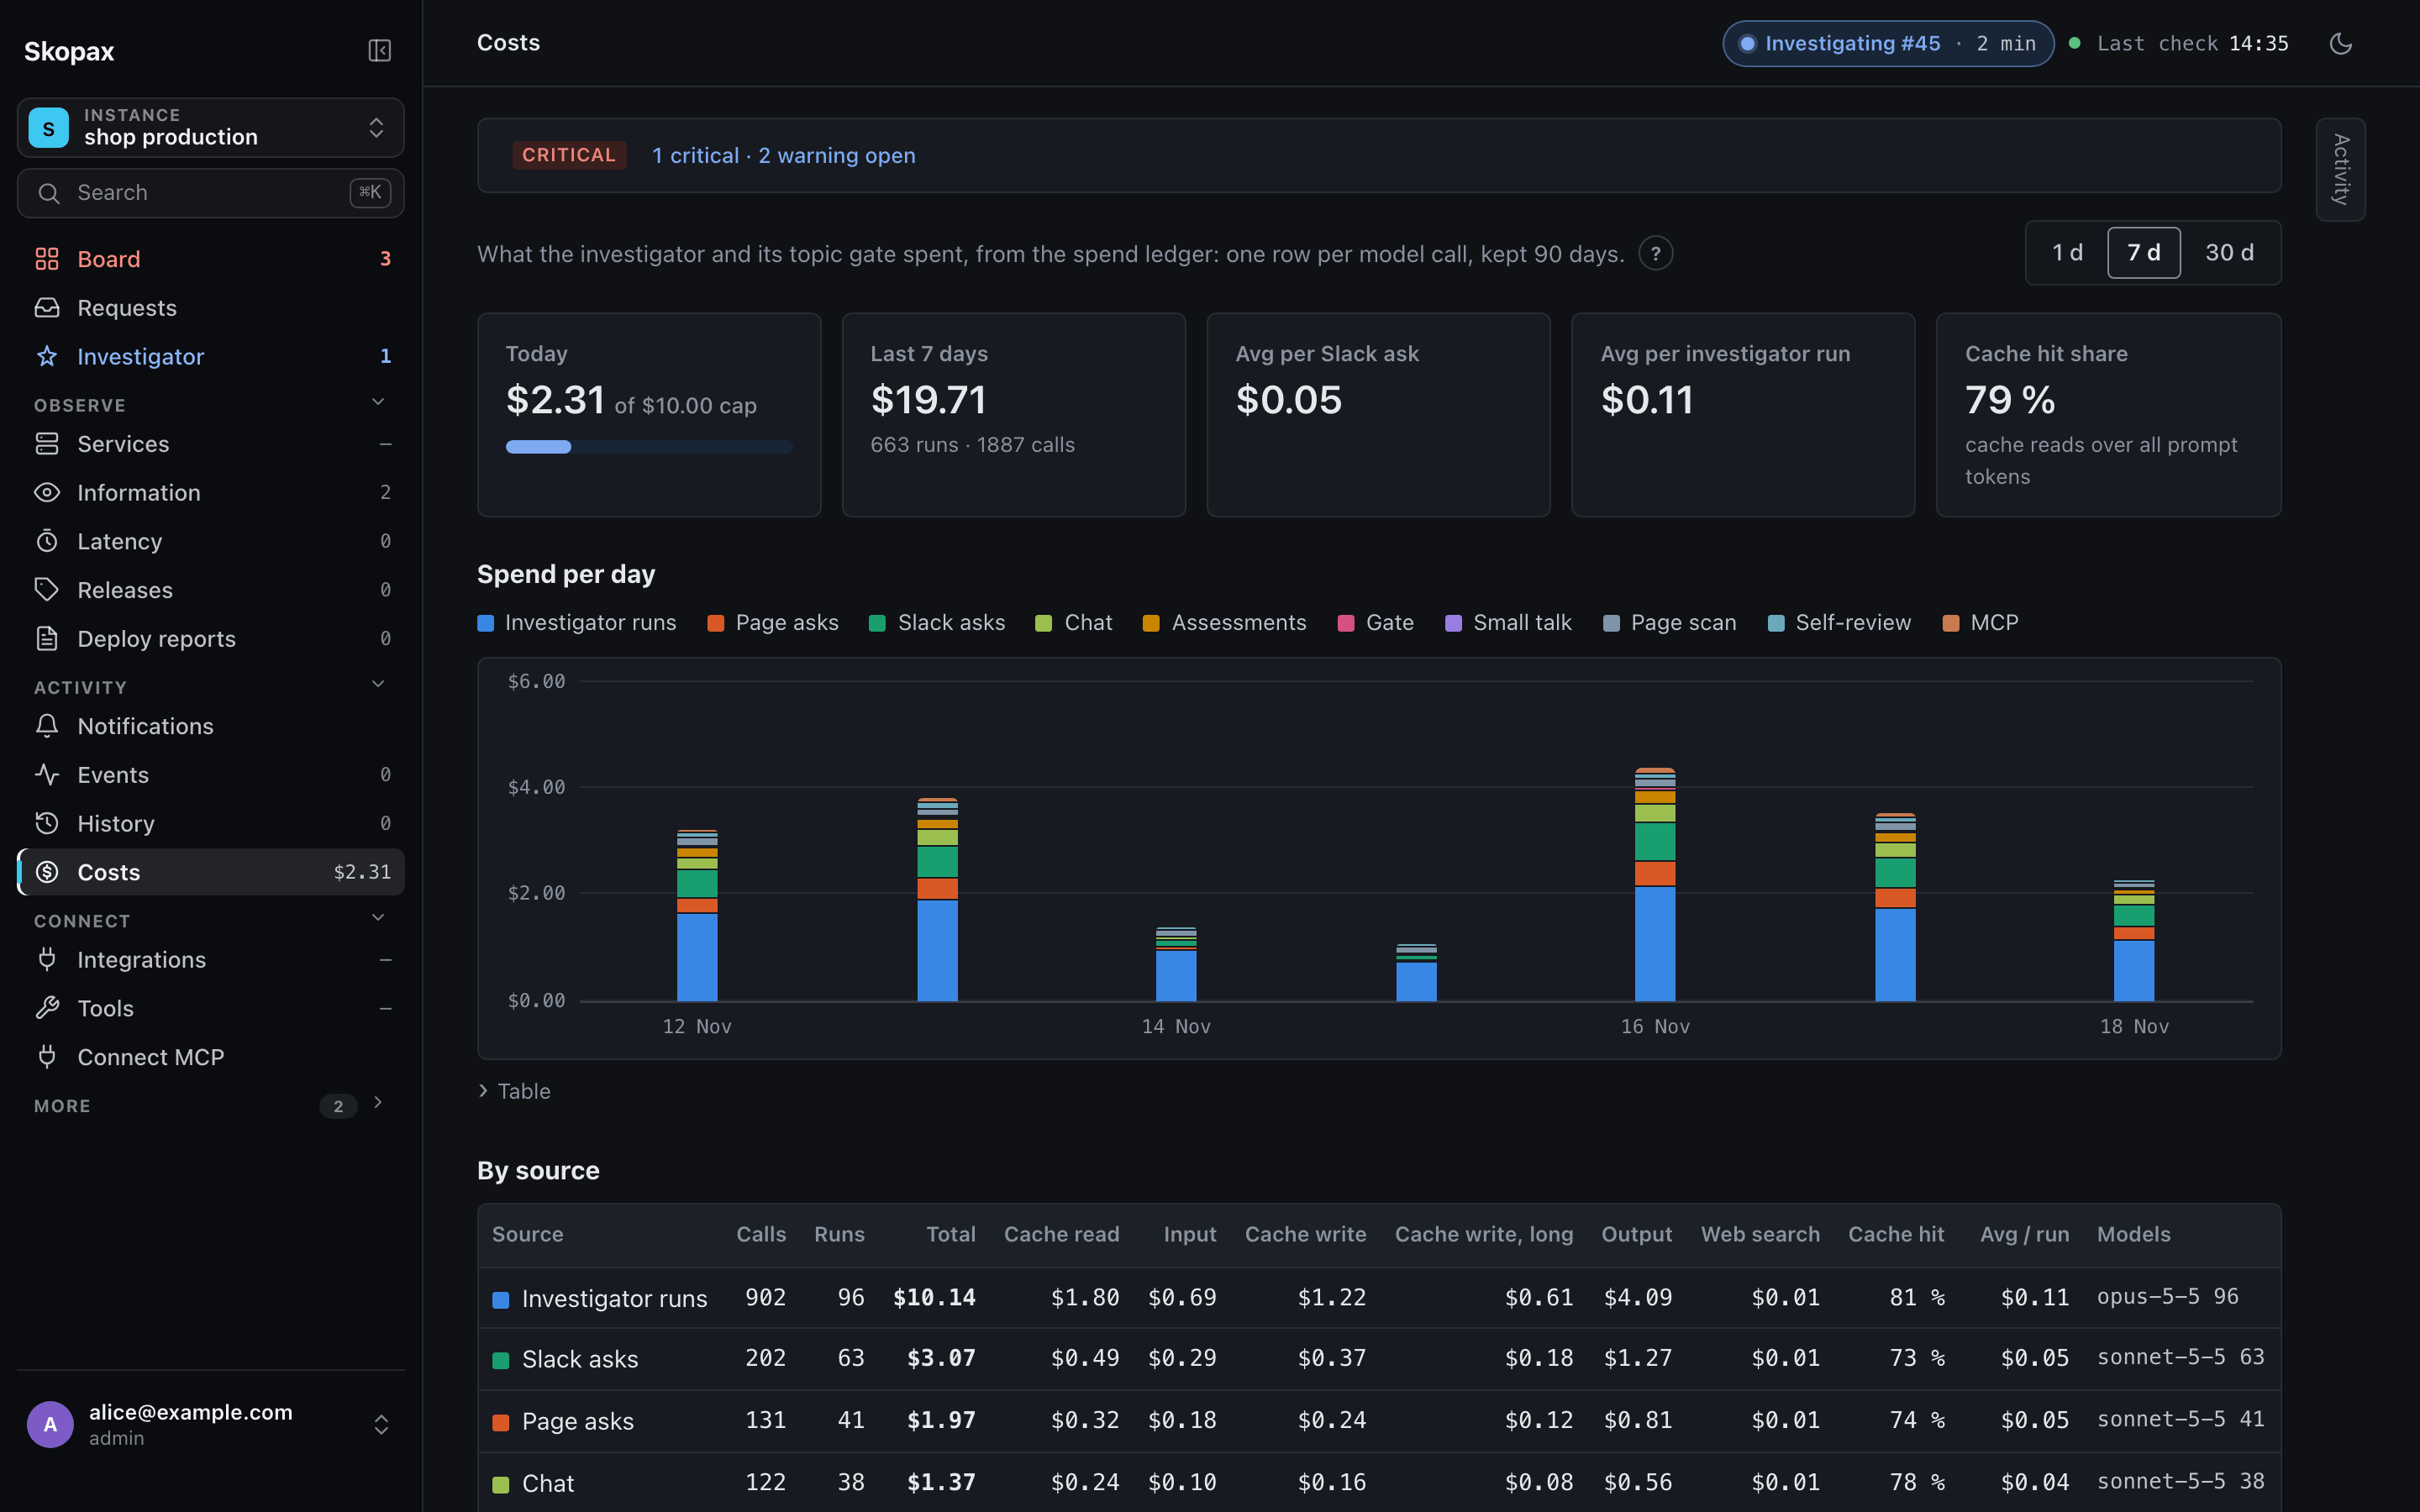 Skopax
S
INSTANCE
shop production
Search ⌘K
Board 3
Requests
Investigator 1
OBSERVE
Services –
Information 2
Latency 0
Releases 0
Deploy reports 0
ACTIVITY
Notifications
Events 0
History 0
Costs $2.31
CONNECT
Integrations –
Tools –
Connect MCP
MORE 2
A
alice@example.com
admin
Costs
Investigating #45 · 2 min
Last check 14:35
Activity
CRITICAL 1 critical · 2 warning open
What the investigator and its topic gate spent, from the spend ledger: one row per model call, kept 90 days. ?
1 d 7 d 30 d
Today
$2.31 of $10.00 cap
Last 7 days
$19.71
663 runs · 1887 calls
Avg per Slack ask
$0.05
Avg per investigator run
$0.11
Cache hit share
79 %
cache reads over all prompt
tokens
Spend per day
Investigator runs Page asks Slack asks Chat Assessments Gate Small talk Page scan Self-review MCP
$6.00
$4.00
$2.00
$0.00
12 Nov 14 Nov 16 Nov 18 Nov
Table
By source
Source Calls Runs Total Cache read Input Cache write Cache write, long Output Web search Cache hit Avg / run Models
Investigator runs 902 96 $10.14 $1.80 $0.69 $1.22 $0.61 $4.09 $0.01 81 % $0.11 opus-5-5 96
Slack asks 202 63 $3.07 $0.49 $0.29 $0.37 $0.18 $1.27 $0.01 73 % $0.05 sonnet-5-5 63
Page asks 131 41 $1.97 $0.32 $0.18 $0.24 $0.12 $0.81 $0.01 74 % $0.05 sonnet-5-5 41
Chat 122 38 $1.37 $0.24 $0.10 $0.16 $0.08 $0.56 $0.01 78 % $0.04 sonnet-5-5 38